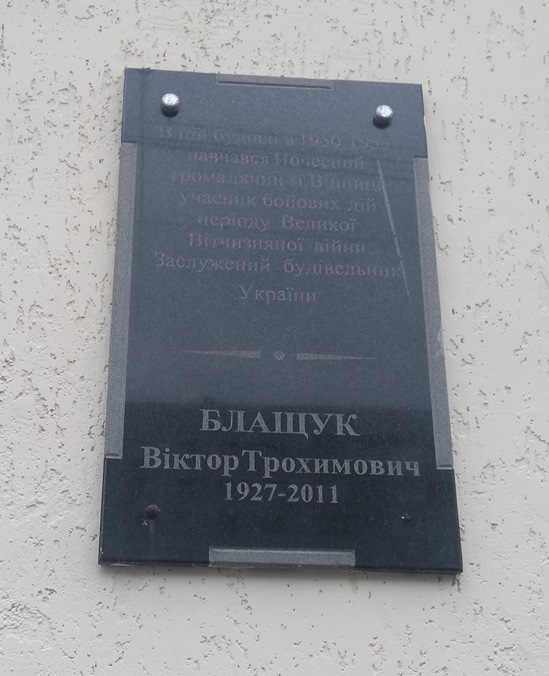 В цій будівлі в 1950-195
навчався Почесний
громадянин м. Вінниці
учасник бойових дій
періоду Великої
Вітчизняної війни
Заслужений будівельник
України
БЛАЩУК
Віктор Трохимович
1927-2011